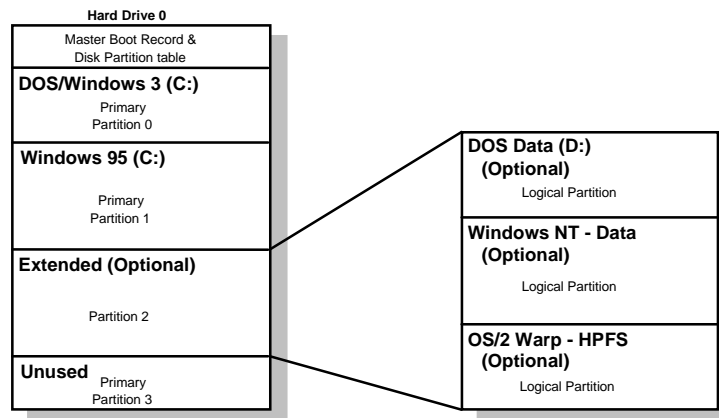 Hard Drive 0
Master Boot Record &
Disk Partition table
DOS/Windows 3 (C:)
Primary
Partition 0
Windows 95 (C:)
Primary
Partition 1
Extended (Optional)
Partition 2
Unused
Primary
Partition 3
DOS Data (D:)
(Optional)
Logical Partition
Windows NT - Data
(Optional)
Logical Partition
OS/2 Warp - HPFS
(Optional)
Logical Partition